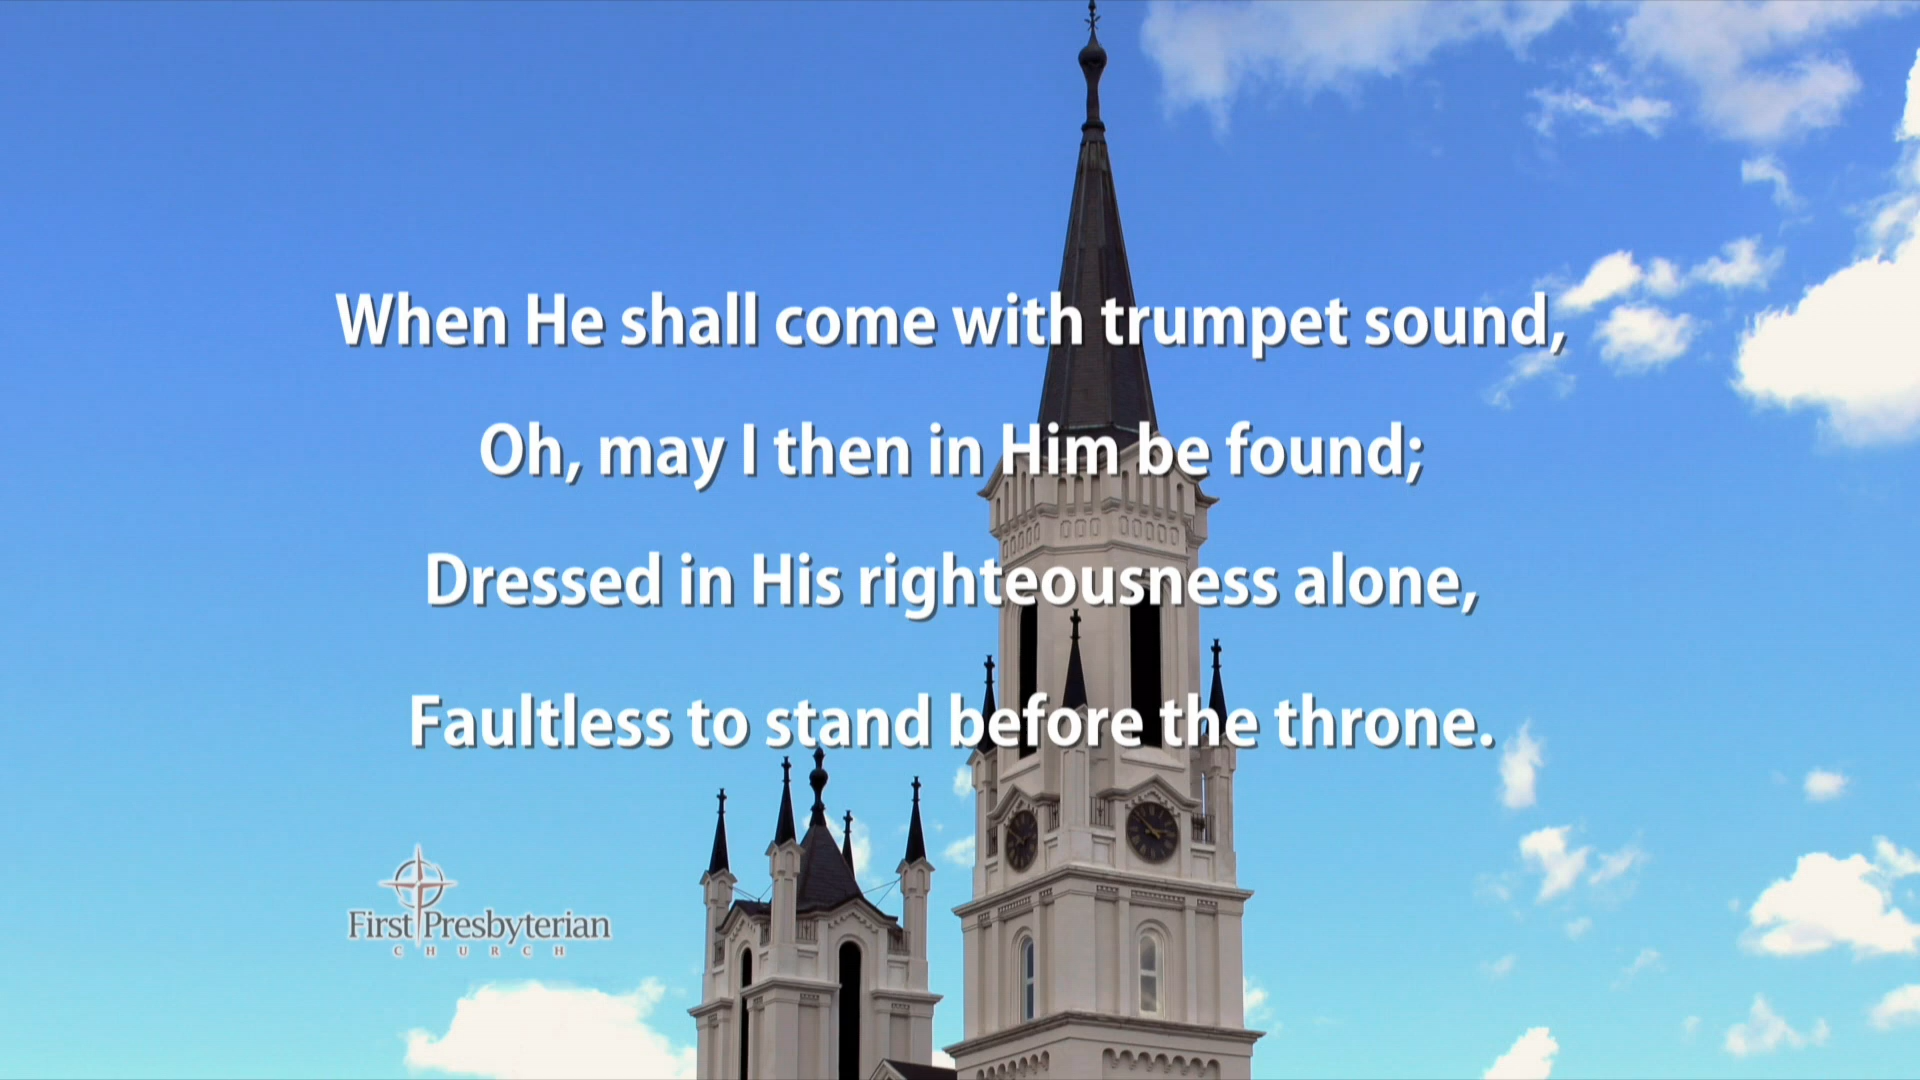 When He shall come with trumpet sound,
Oh, may I then in Him be found;
Dressed in His righteousness alone,
Faultless to stand before the throne.
First Presbyterian
CHURCH